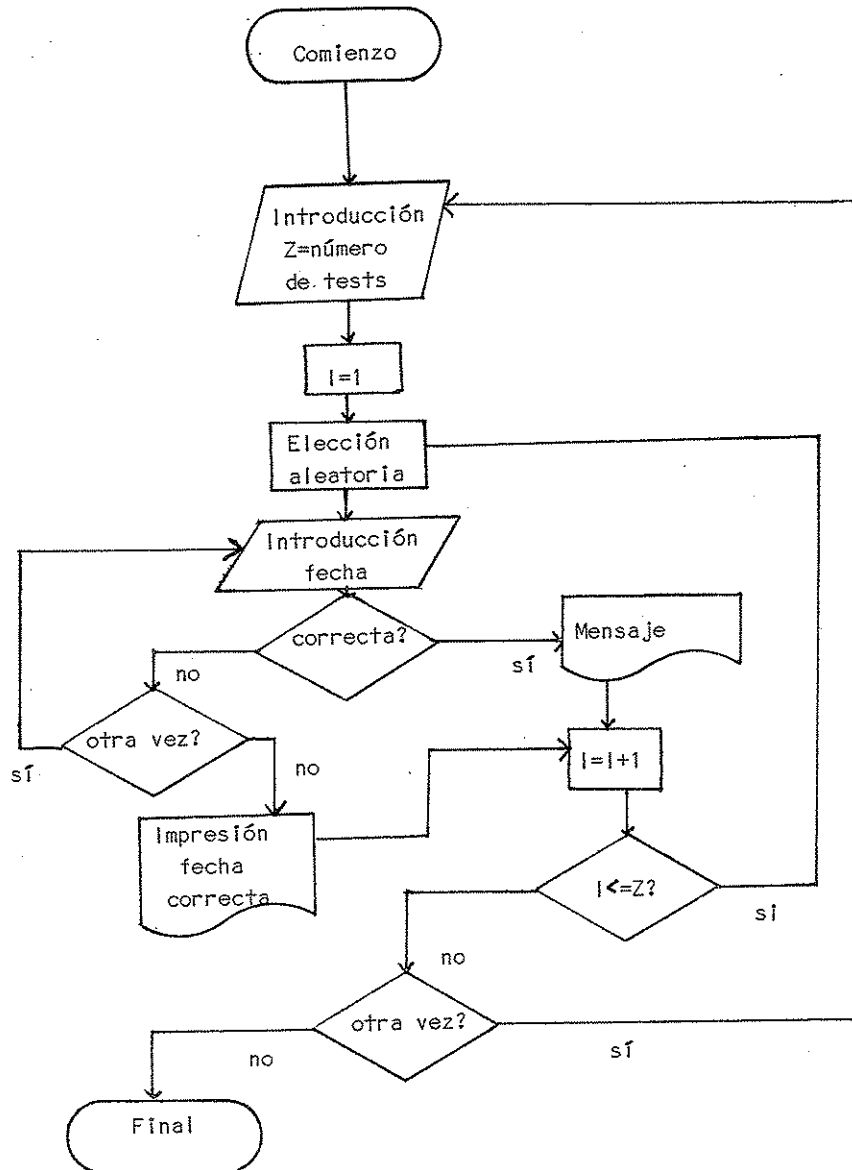 Comienzo
Introducción
Z=número
de tests
I=1
Elección
aleatoria
Introducción
fecha
correcta?
Mensaje
sí
no
otra vez?
sí
no
I=I+1
Impresión
fecha
correcta
I<=Z?
si
no
otra vez?
sí
no
Final